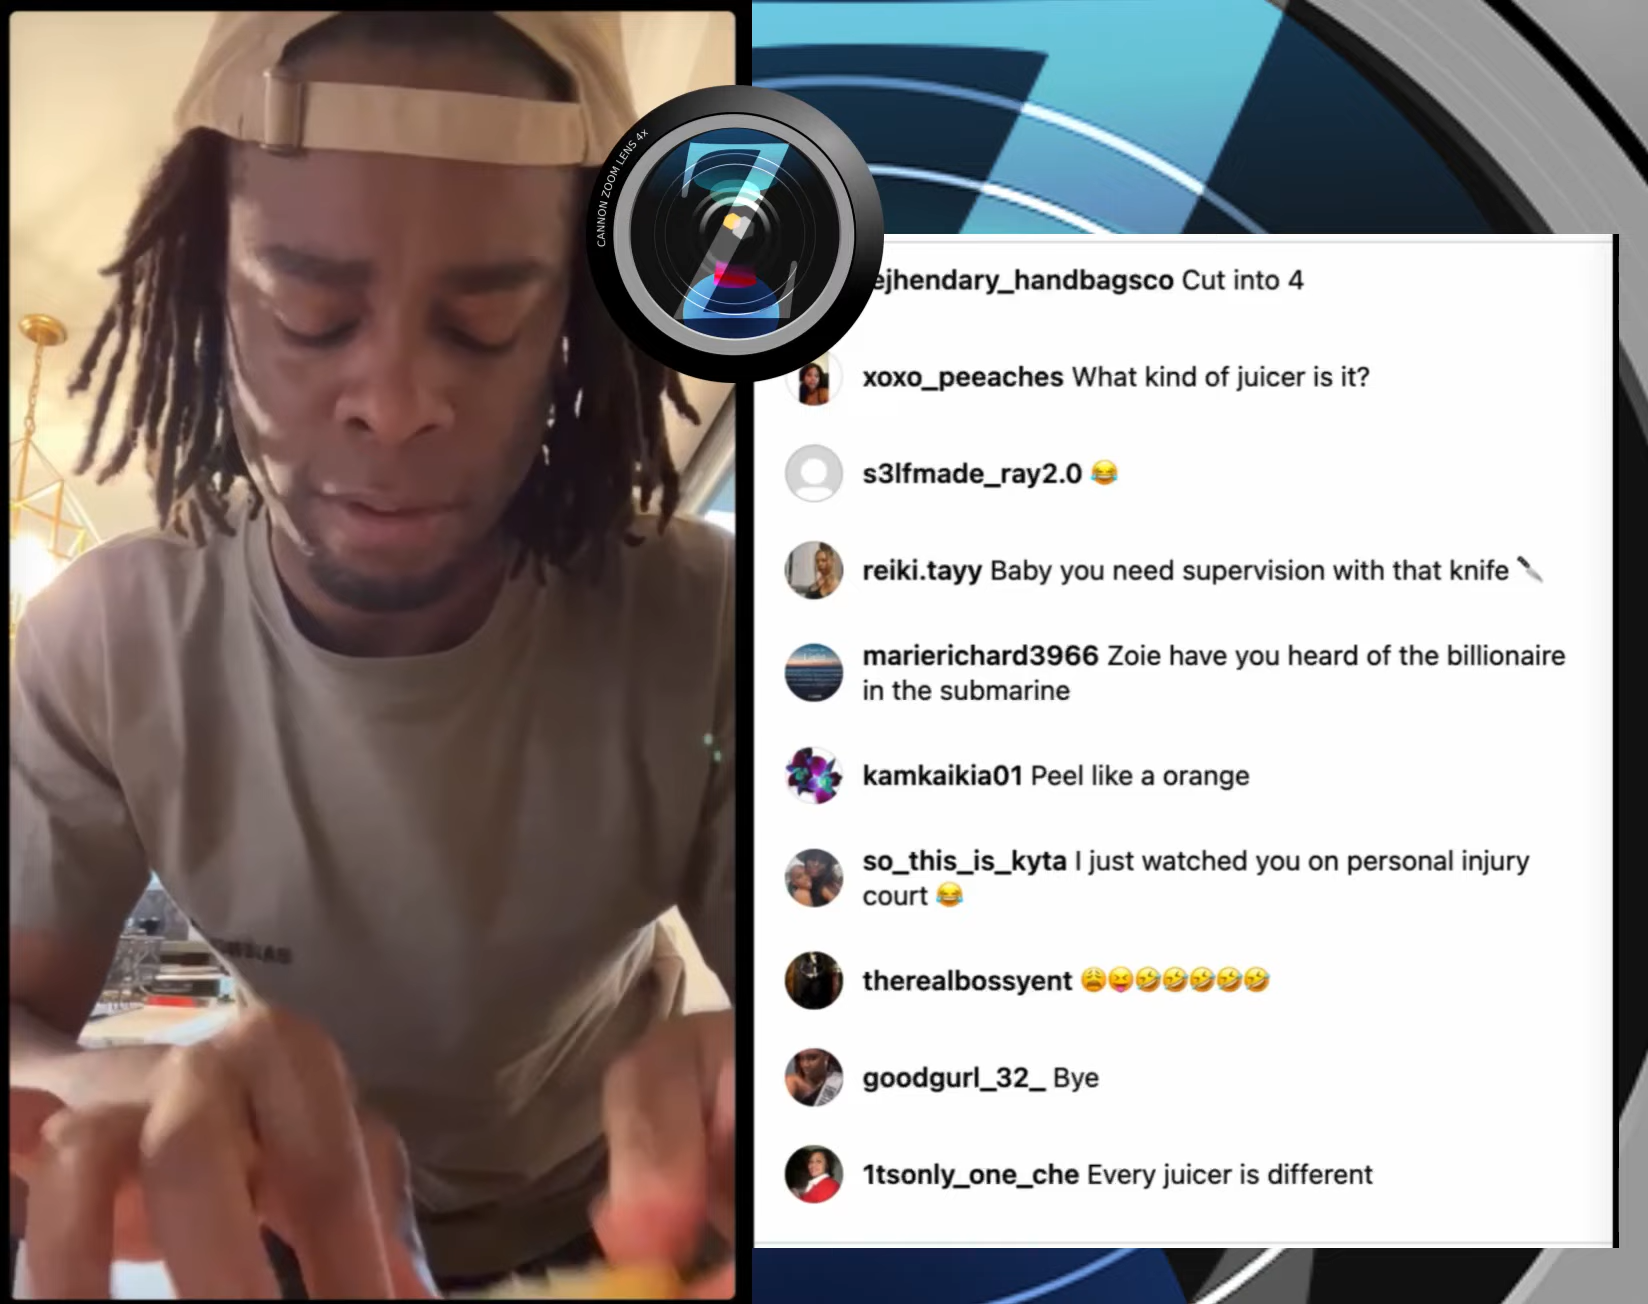 CANNON ZOOM LENS 4x
ejhendary_handbagsco Cut into 4
xoxo_peeaches What kind of juicer is it?
s3lfmade_ray2.0 😂
reiki.tayy Baby you need supervision with that knife 🔪
marierichard3966 Zoie have you heard of the billionaire
in the submarine
kamkaikia01 Peel like a orange
so_this_is_kyta I just watched you on personal injury
court 😂
therealbossyent 😩😝🤣🤣🤣🤣🤣
goodgurl_32_ Bye
1tsonly_one_che Every juicer is different